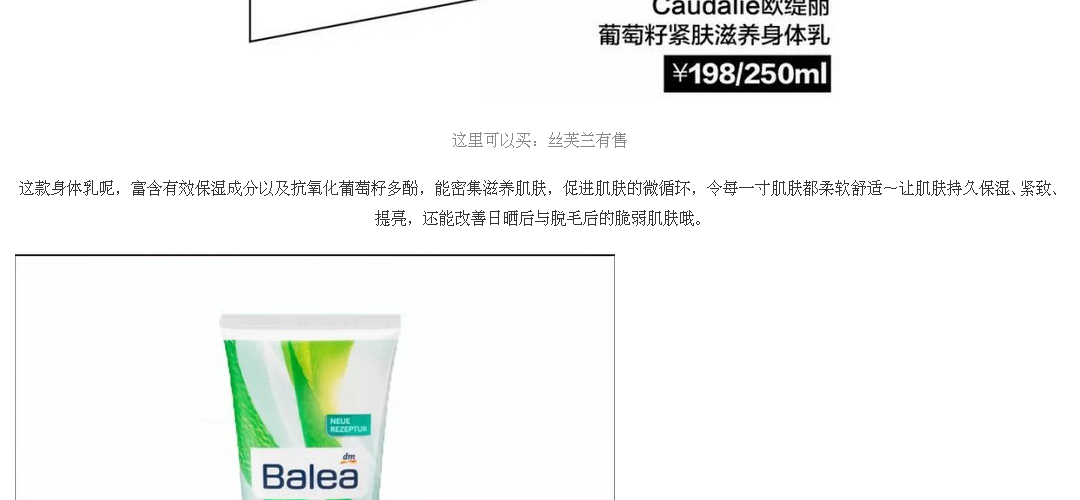 Caudalie欧缇丽
葡萄籽紧肤滋养身体乳
¥198/250ml
这里可以买：丝芙兰有售
这款身体乳呢，富含有效保湿成分以及抗氧化葡萄籽多酚，能密集滋养肌肤，促进肌肤的微循环，令每一寸肌肤都柔软舒适～让肌肤持久保湿、紧致、
提亮，还能改善日晒后与脱毛后的脆弱肌肤哦。
NEUE
REZEPTUR
dm
Balea